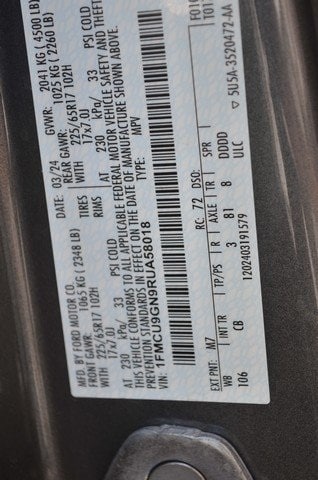 MFD. BY FORD MOTOR CO.
DATE: 03/24 GVWR: 2041 KG ( 4500 LB)
FRONT GAWR: 1065 KG ( 2348 LB) REAR GAWR: 1025 KG ( 2260 LB)
225/65R17 102H TIRES 225/65R17 102H
17x7.0J RIMS 17x7.0J
AT 230 kPa/ 33 PSI COLD AT 230 kPa/ 33 PSI COLD
THIS VEHICLE CONFORMS TO ALL APPLICABLE FEDERAL MOTOR VEHICLE SAFETY AND THEFT PREVENTION STANDARDS IN EFFECT ON THE DATE OF MANUFACTURE SHOWN ABOVE.
VIN: 1FMCU9GN9RUA58018
TYPE: MPV
EXT PNT: M7 RC: 72 DSO:
WB INT TR TP/PS R AXLE TR SPR
106 CB 3 81 8 DDDD
1202403191579 ULC
5U5A-3520472-AA